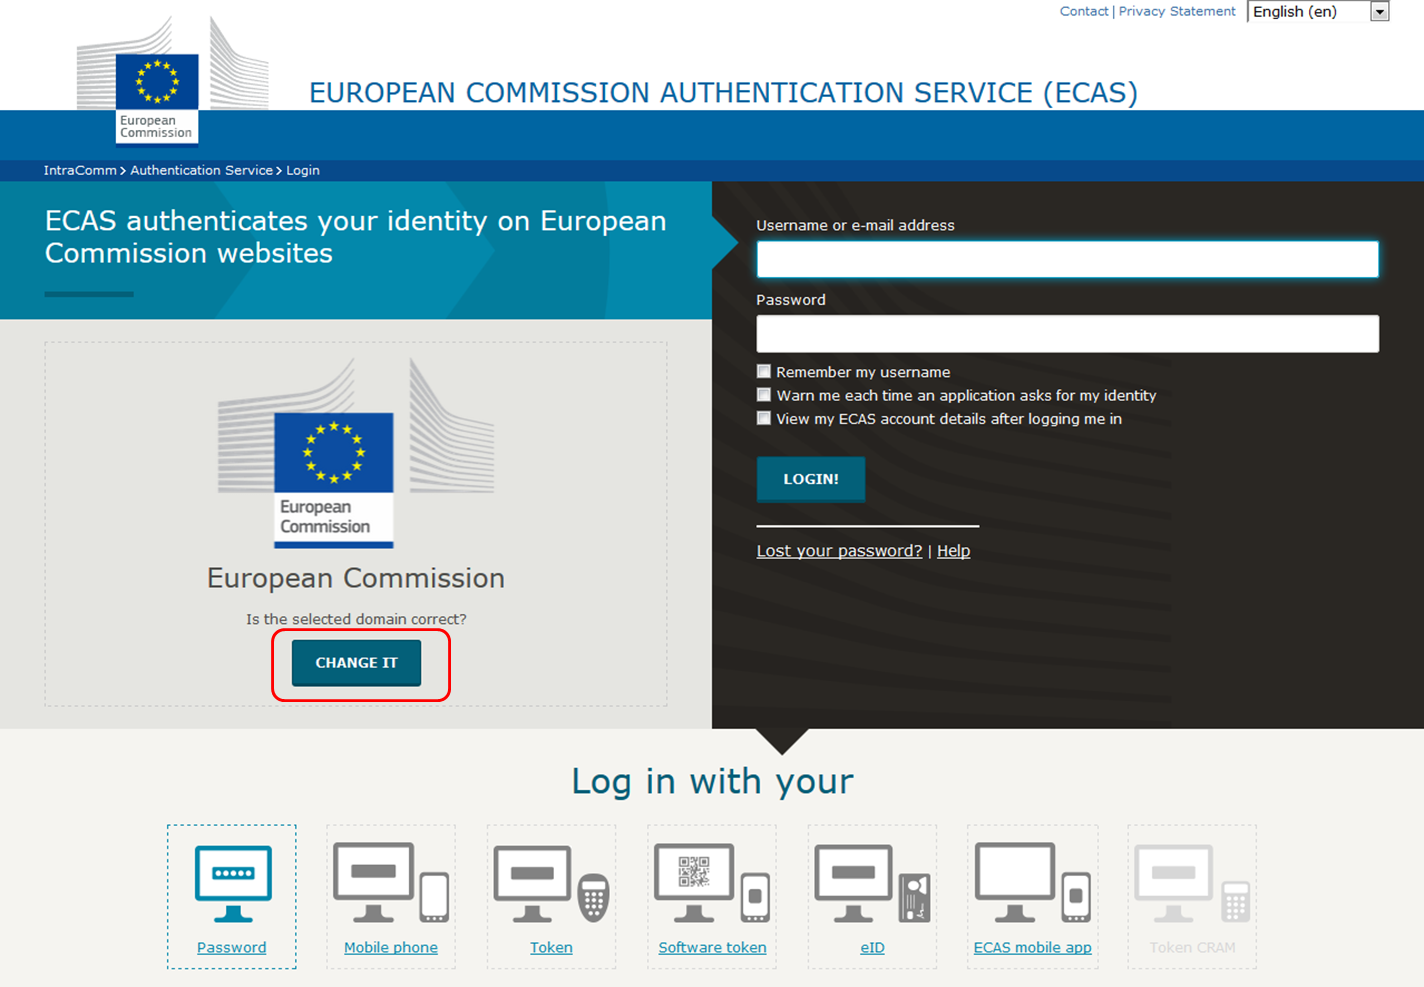 Contact | Privacy Statement English (en)
European
Commission
EUROPEAN COMMISSION AUTHENTICATION SERVICE (ECAS)
IntraComm > Authentication Service > Login
ECAS authenticates your identity on European
Commission websites
European
Commission
European Commission
Is the selected domain correct?
CHANGE IT
Username or e-mail address
Password
Remember my username
Warn me each time an application asks for my identity
View my ECAS account details after logging me in
LOGIN!
Lost your password? | Help
Log in with your
Password
Mobile phone
Token
Software token
eID
ECAS mobile app
Token CRAM